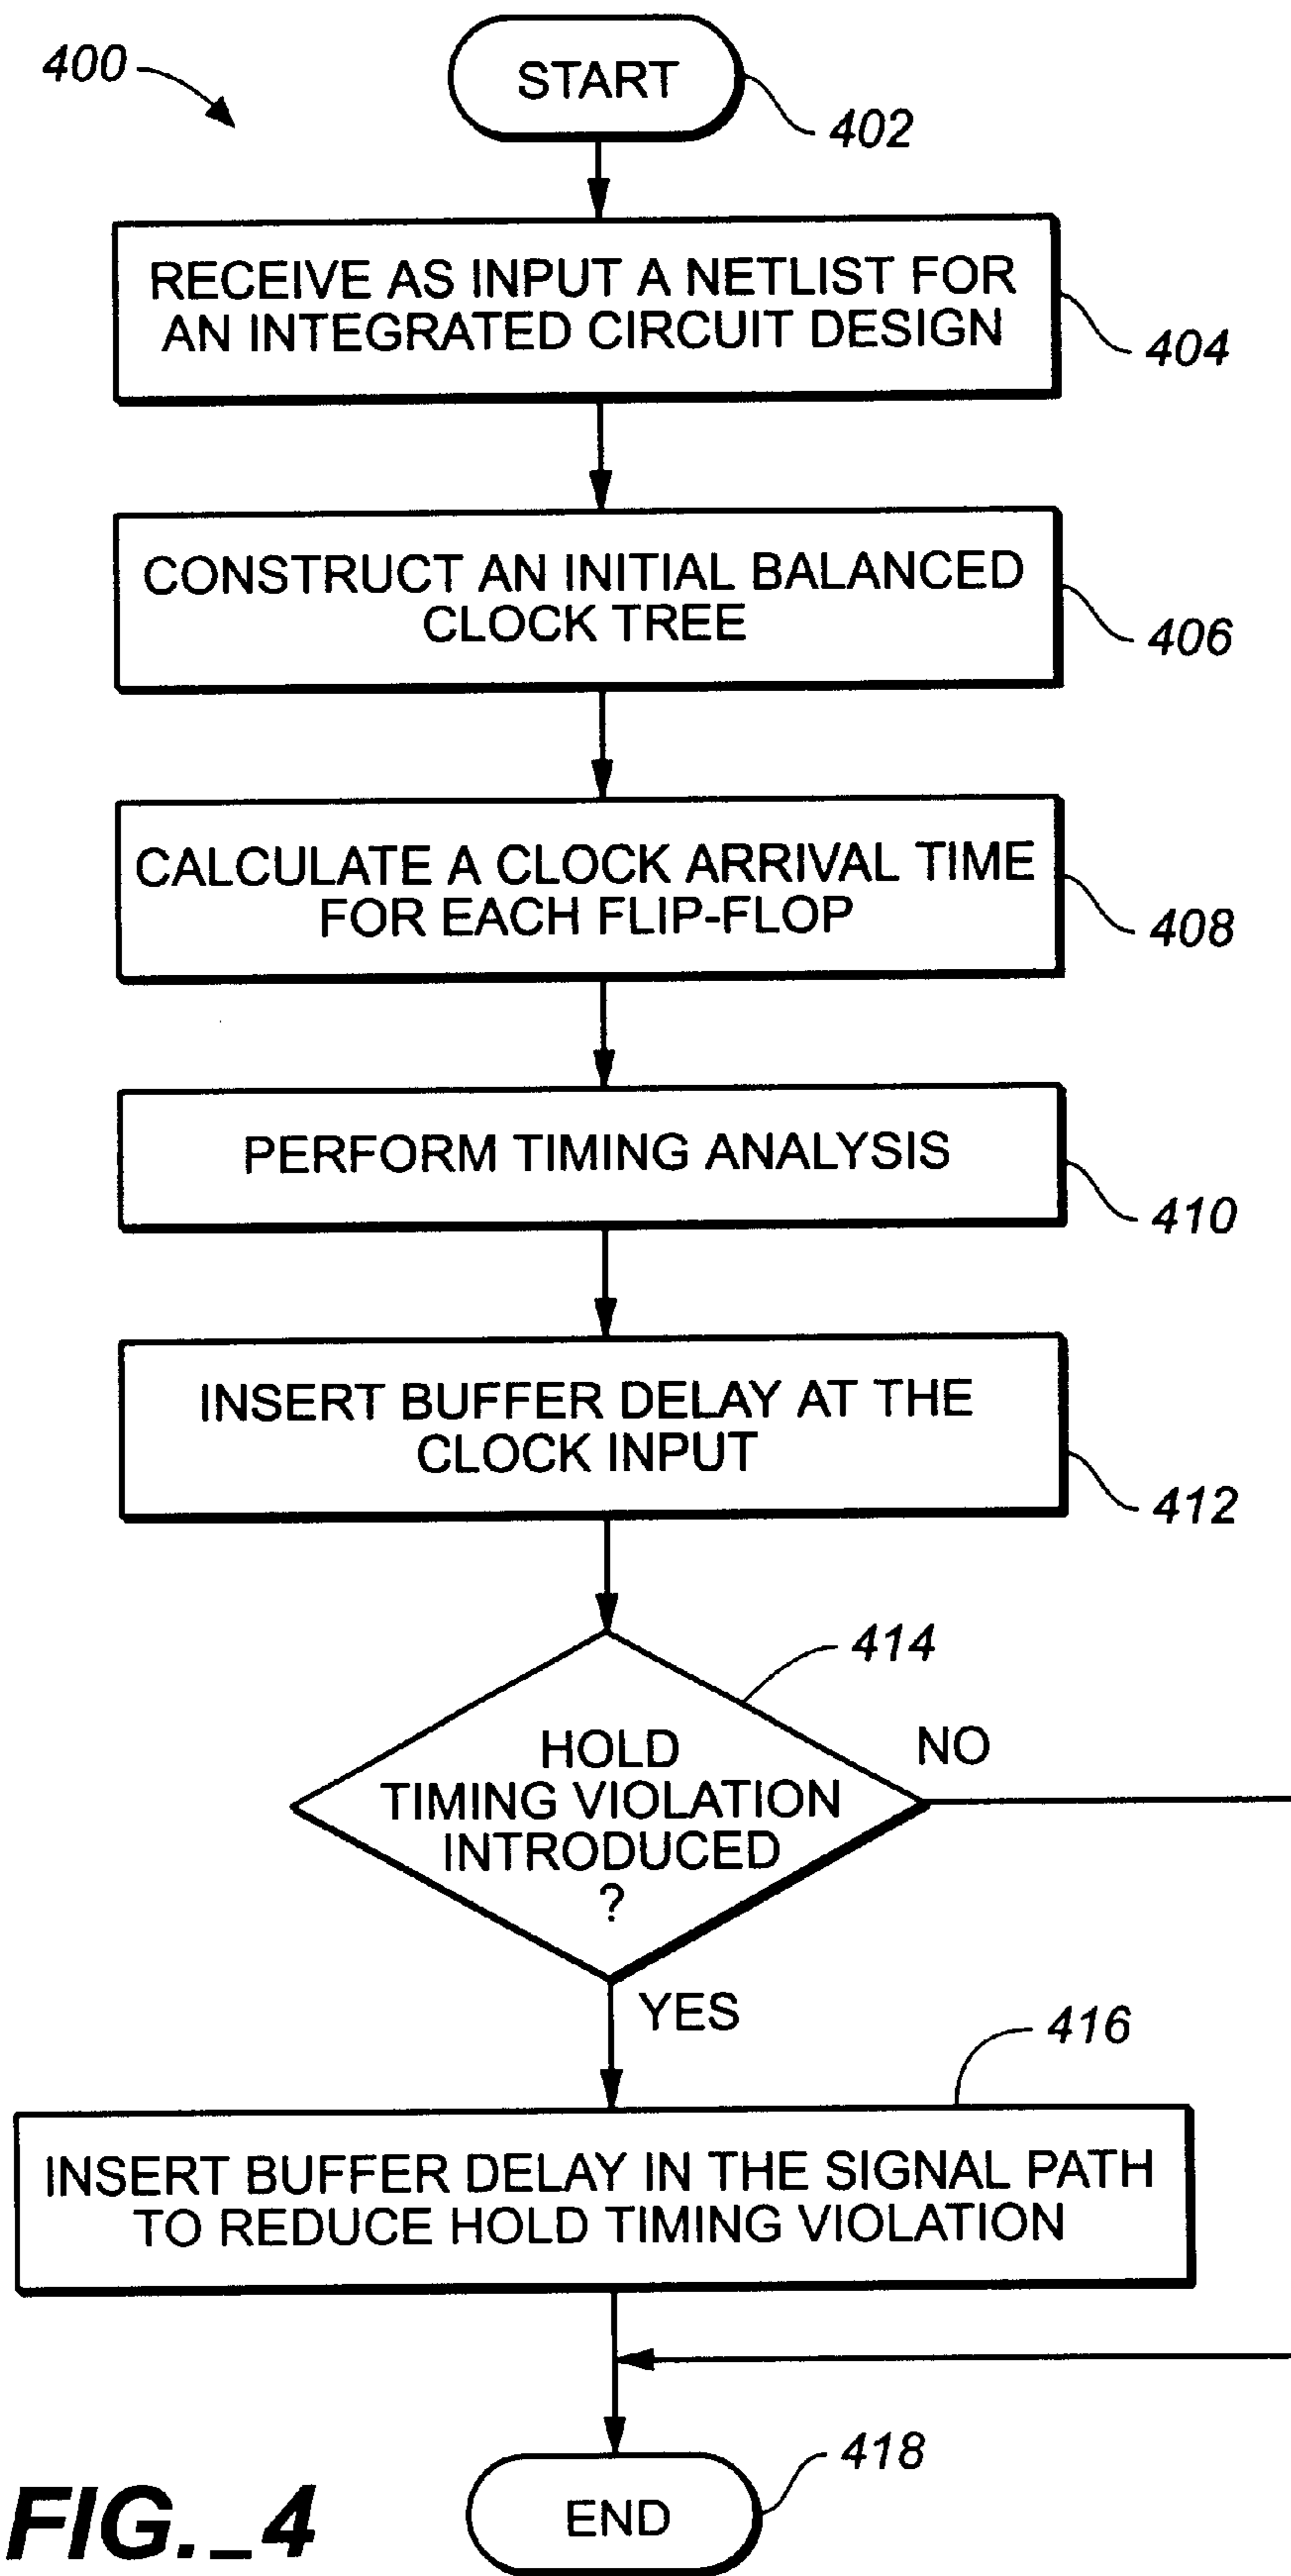 400
START
402
RECEIVE AS INPUT A NETLIST FOR
AN INTEGRATED CIRCUIT DESIGN
404
CONSTRUCT AN INITIAL BALANCED
CLOCK TREE
406
CALCULATE A CLOCK ARRIVAL TIME
FOR EACH FLIP-FLOP
408
PERFORM TIMING ANALYSIS
410
INSERT BUFFER DELAY AT THE
CLOCK INPUT
412
414
HOLD
TIMING VIOLATION
INTRODUCED
?
NO
YES
416
INSERT BUFFER DELAY IN THE SIGNAL PATH
TO REDUCE HOLD TIMING VIOLATION
418
END
FIG._4